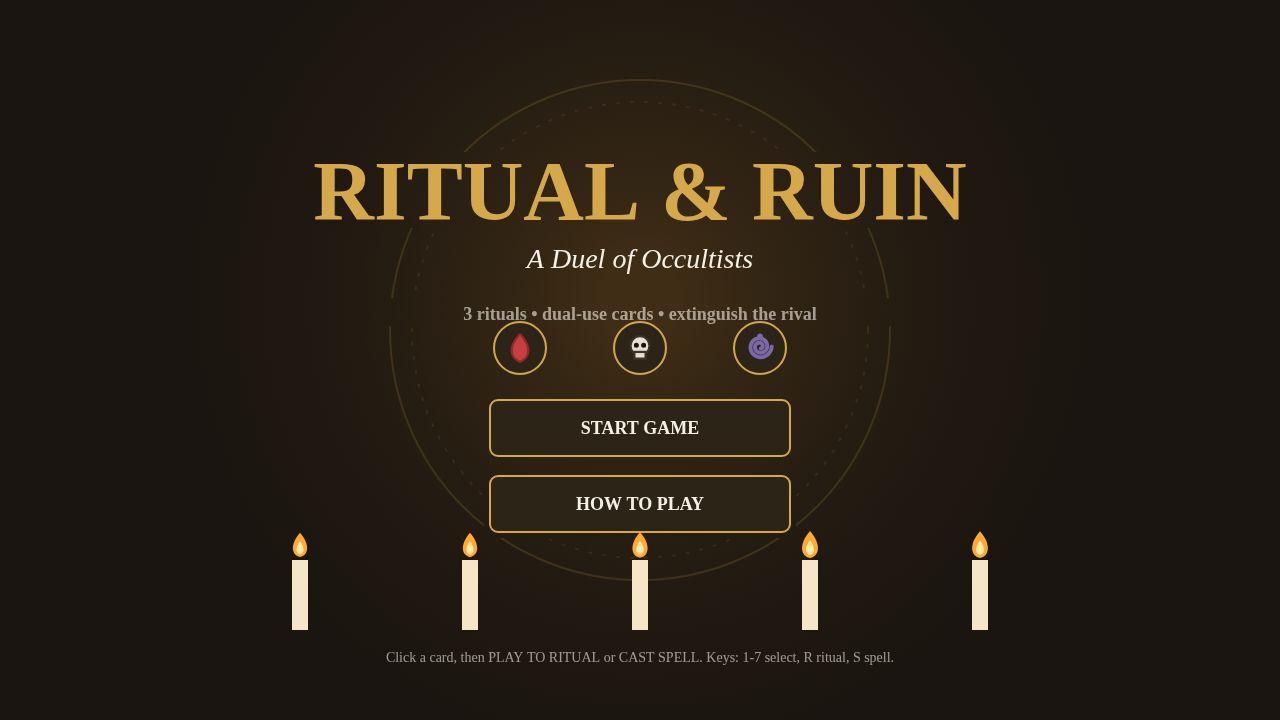 RITUAL & RUIN
A Duel of Occultists
3 rituals • dual-use cards • extinguish the rival
START GAME
HOW TO PLAY
Click a card, then PLAY TO RITUAL or CAST SPELL. Keys: 1-7 select, R ritual, S spell.